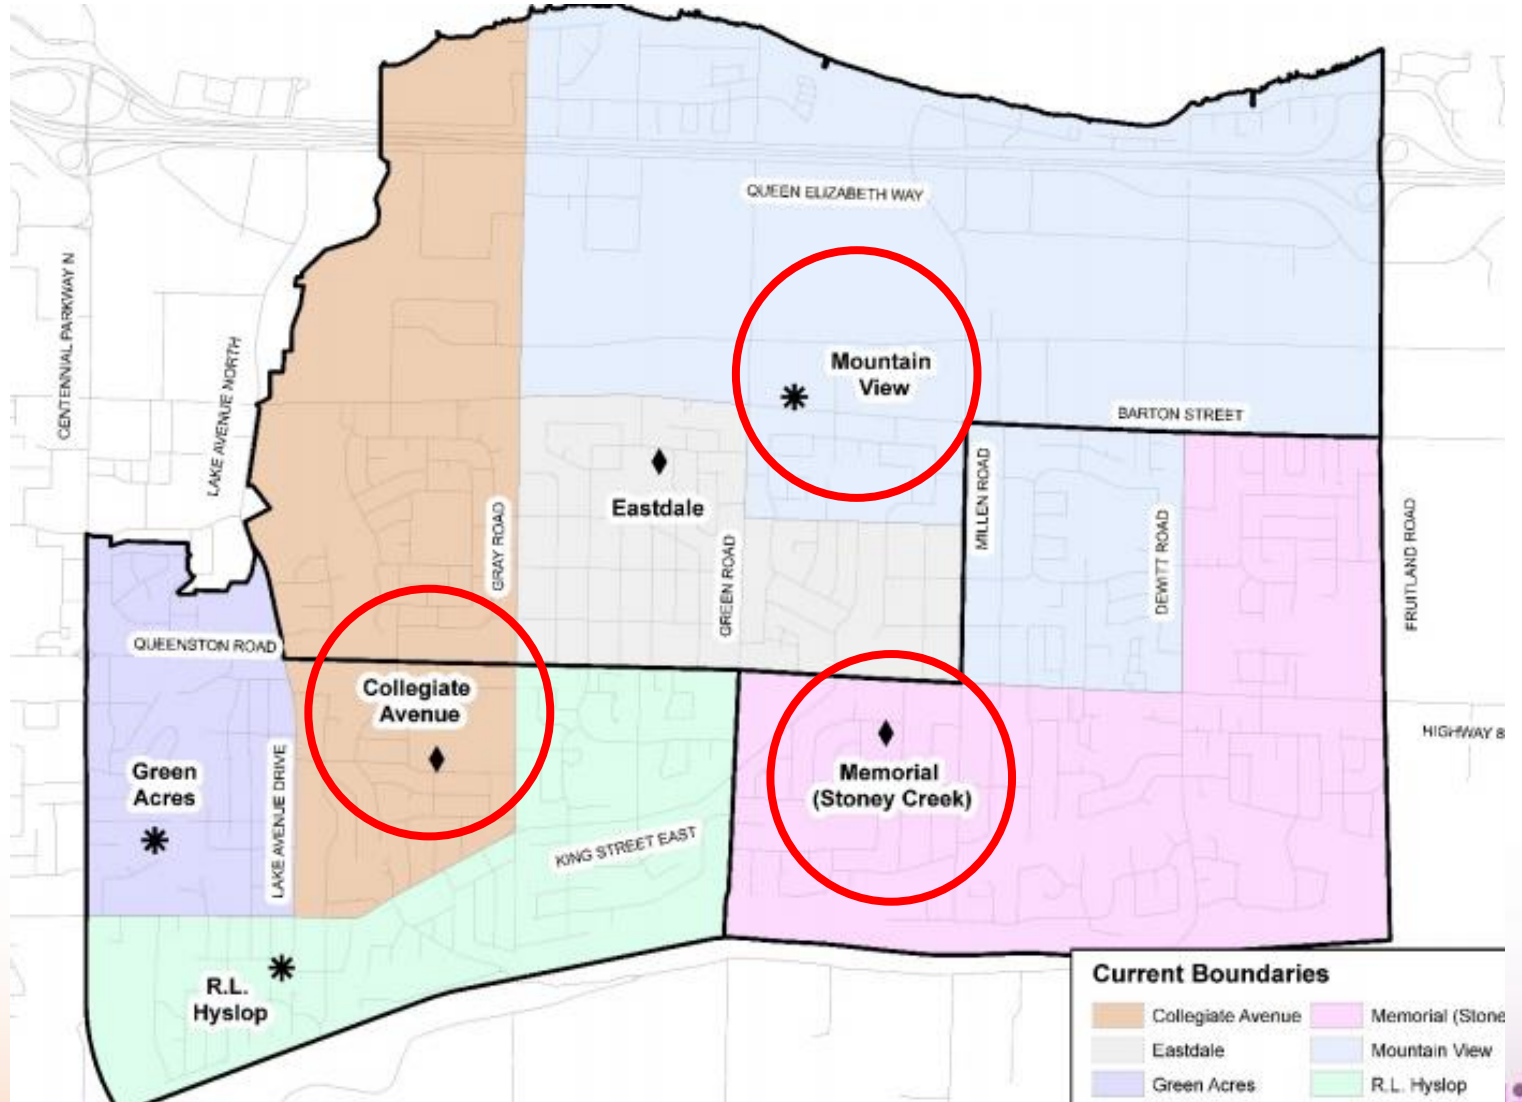 QUEEN ELIZABETH WAY
CENTENNIAL PARKWAY N
LAKE AVENUE NORTH
Mountain
View
BARTON STREET
Eastdale
GRAY ROAD
GREEN ROAD
MILLEN ROAD
DEWITT ROAD
FRUITLAND ROAD
QUEENSTON ROAD
Collegiate
Avenue
HIGHWAY 8
Green
Acres
LAKE AVENUE DRIVE
Memorial
(Stoney Creek)
KING STREET EAST
R.L.
Hyslop
Current Boundaries
Collegiate Avenue
Memorial (Stone
Eastdale
Mountain View
Green Acres
R.L. Hyslop